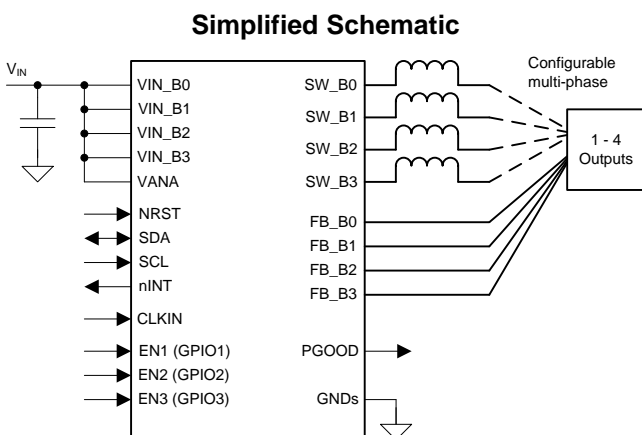 Simplified Schematic
VIN
Configurable
multi-phase
VIN_B0
VIN_B1
VIN_B2
VIN_B3
VANA
NRST
SDA
SCL
nINT
CLKIN
EN1 (GPIO1)
EN2 (GPIO2)
EN3 (GPIO3)
SW_B0
SW_B1
SW_B2
SW_B3
FB_B0
FB_B1
FB_B2
FB_B3
PGOOD
GNDs
1 - 4
Outputs